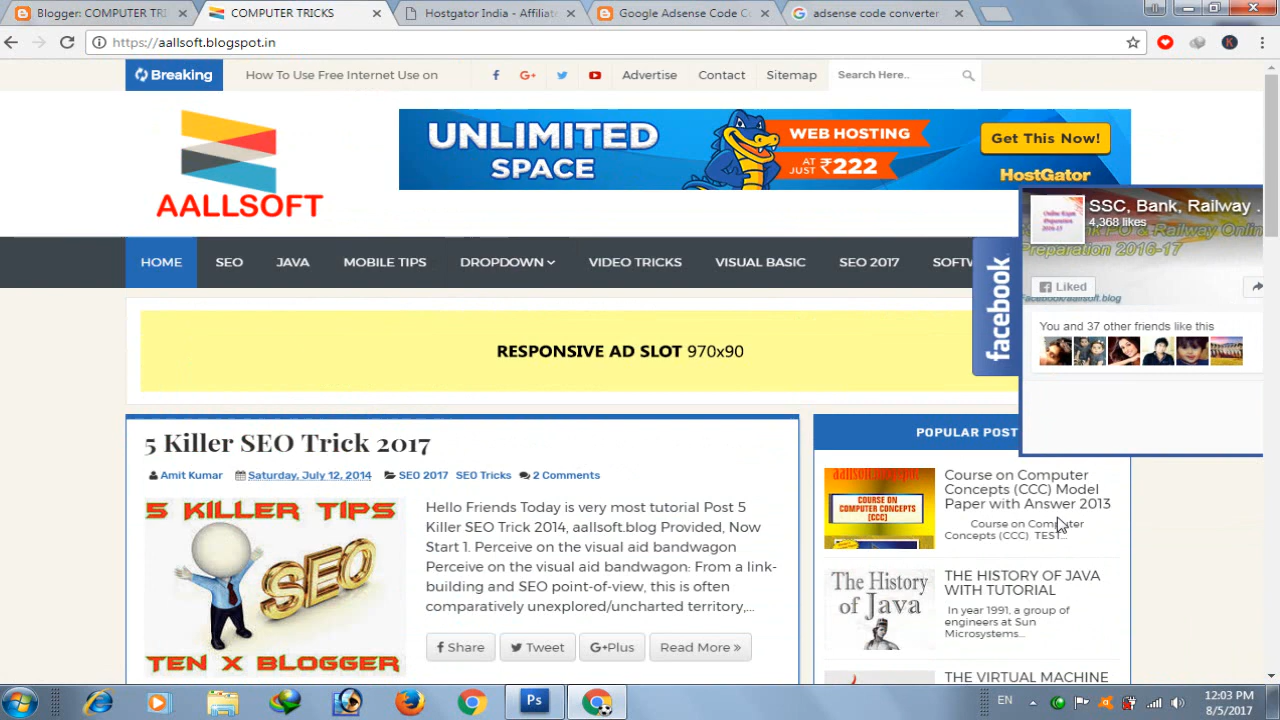 Blogger: COMPUTER TRI
COMPUTER TRICKS
Hostgator India - Affiliate
Google Adsense Code C
adsense code converter
https://aallsoft.blogspot.in
K
Breaking
How To Use Free Internet Use on
Advertise
Contact
Sitemap
Search Here..
AALLSOFT
UNLIMITED
SPACE
WEB HOSTING
AT JUST ₹222
Get This Now!
HostGator
SSC, Bank, Railway .
4,368 likes
Preparation 2016-17
Liked
Facebook/aallsoft.blog
You and 37 other friends like this
facebook
HOME
SEO
JAVA
MOBILE TIPS
DROPDOWN
VIDEO TRICKS
VISUAL BASIC
SEO 2017
SOFTW
RESPONSIVE AD SLOT 970x90
5 Killer SEO Trick 2017
Amit Kumar
Saturday, July 12, 2014
SEO 2017 SEO Tricks
2 Comments
5 KILLER TIPS
SEO
TEN X BLOGGER
Hello Friends Today is very most tutorial Post 5
Killer SEO Trick 2014, aallsoft.blog Provided, Now
Start 1. Perceive on the visual aid bandwagon
Perceive on the visual aid bandwagon: From a link-
building and SEO point-of-view, this is often
comparatively unexplored/uncharted territory,...
Share
Tweet
G+Plus
Read More »
POPULAR POST
COURSE ON
COMPUTER CONCEPTS
(CCC)
Course on Computer
Concepts (CCC) Model
Paper with Answer 2013
Course on Computer
Concepts (CCC) TEST...
The History
of Java
THE HISTORY OF JAVA
WITH TUTORIAL
In year 1991, a group of
engineers at Sun
Microsystems...
THE VIRTUAL MACHINE
Ps
EN
12:03 PM
8/5/2017